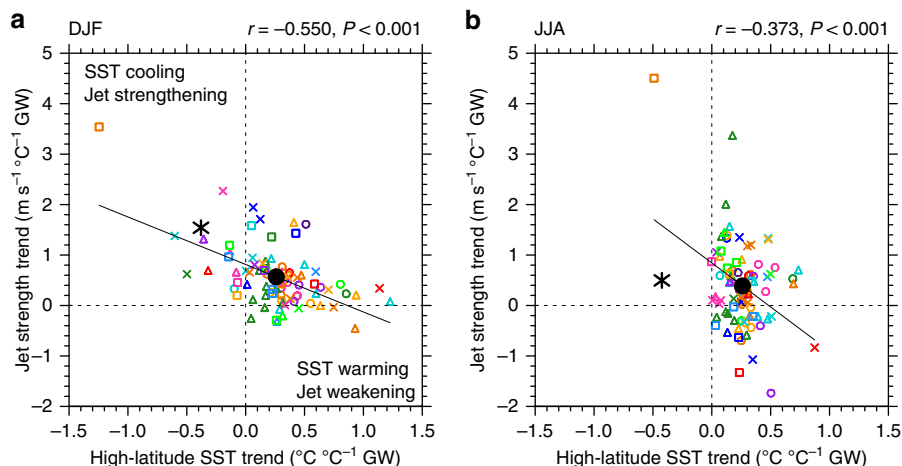 a
DJF
r = –0.550, P < 0.001
5
4
3
2
1
0
–1
–2
Jet strength trend (m s⁻¹ °C⁻¹ GW)
SST cooling
Jet strengthening
SST warming
Jet weakening
–1.5 –1.0 –0.5 0.0 0.5 1.0 1.5
High-latitude SST trend (°C °C⁻¹ GW)
b
JJA
r = –0.373, P < 0.001
5
4
3
2
1
0
–1
–2
Jet strength trend (m s⁻¹ °C⁻¹ GW)
–1.5 –1.0 –0.5 0.0 0.5 1.0 1.5
High-latitude SST trend (°C °C⁻¹ GW)